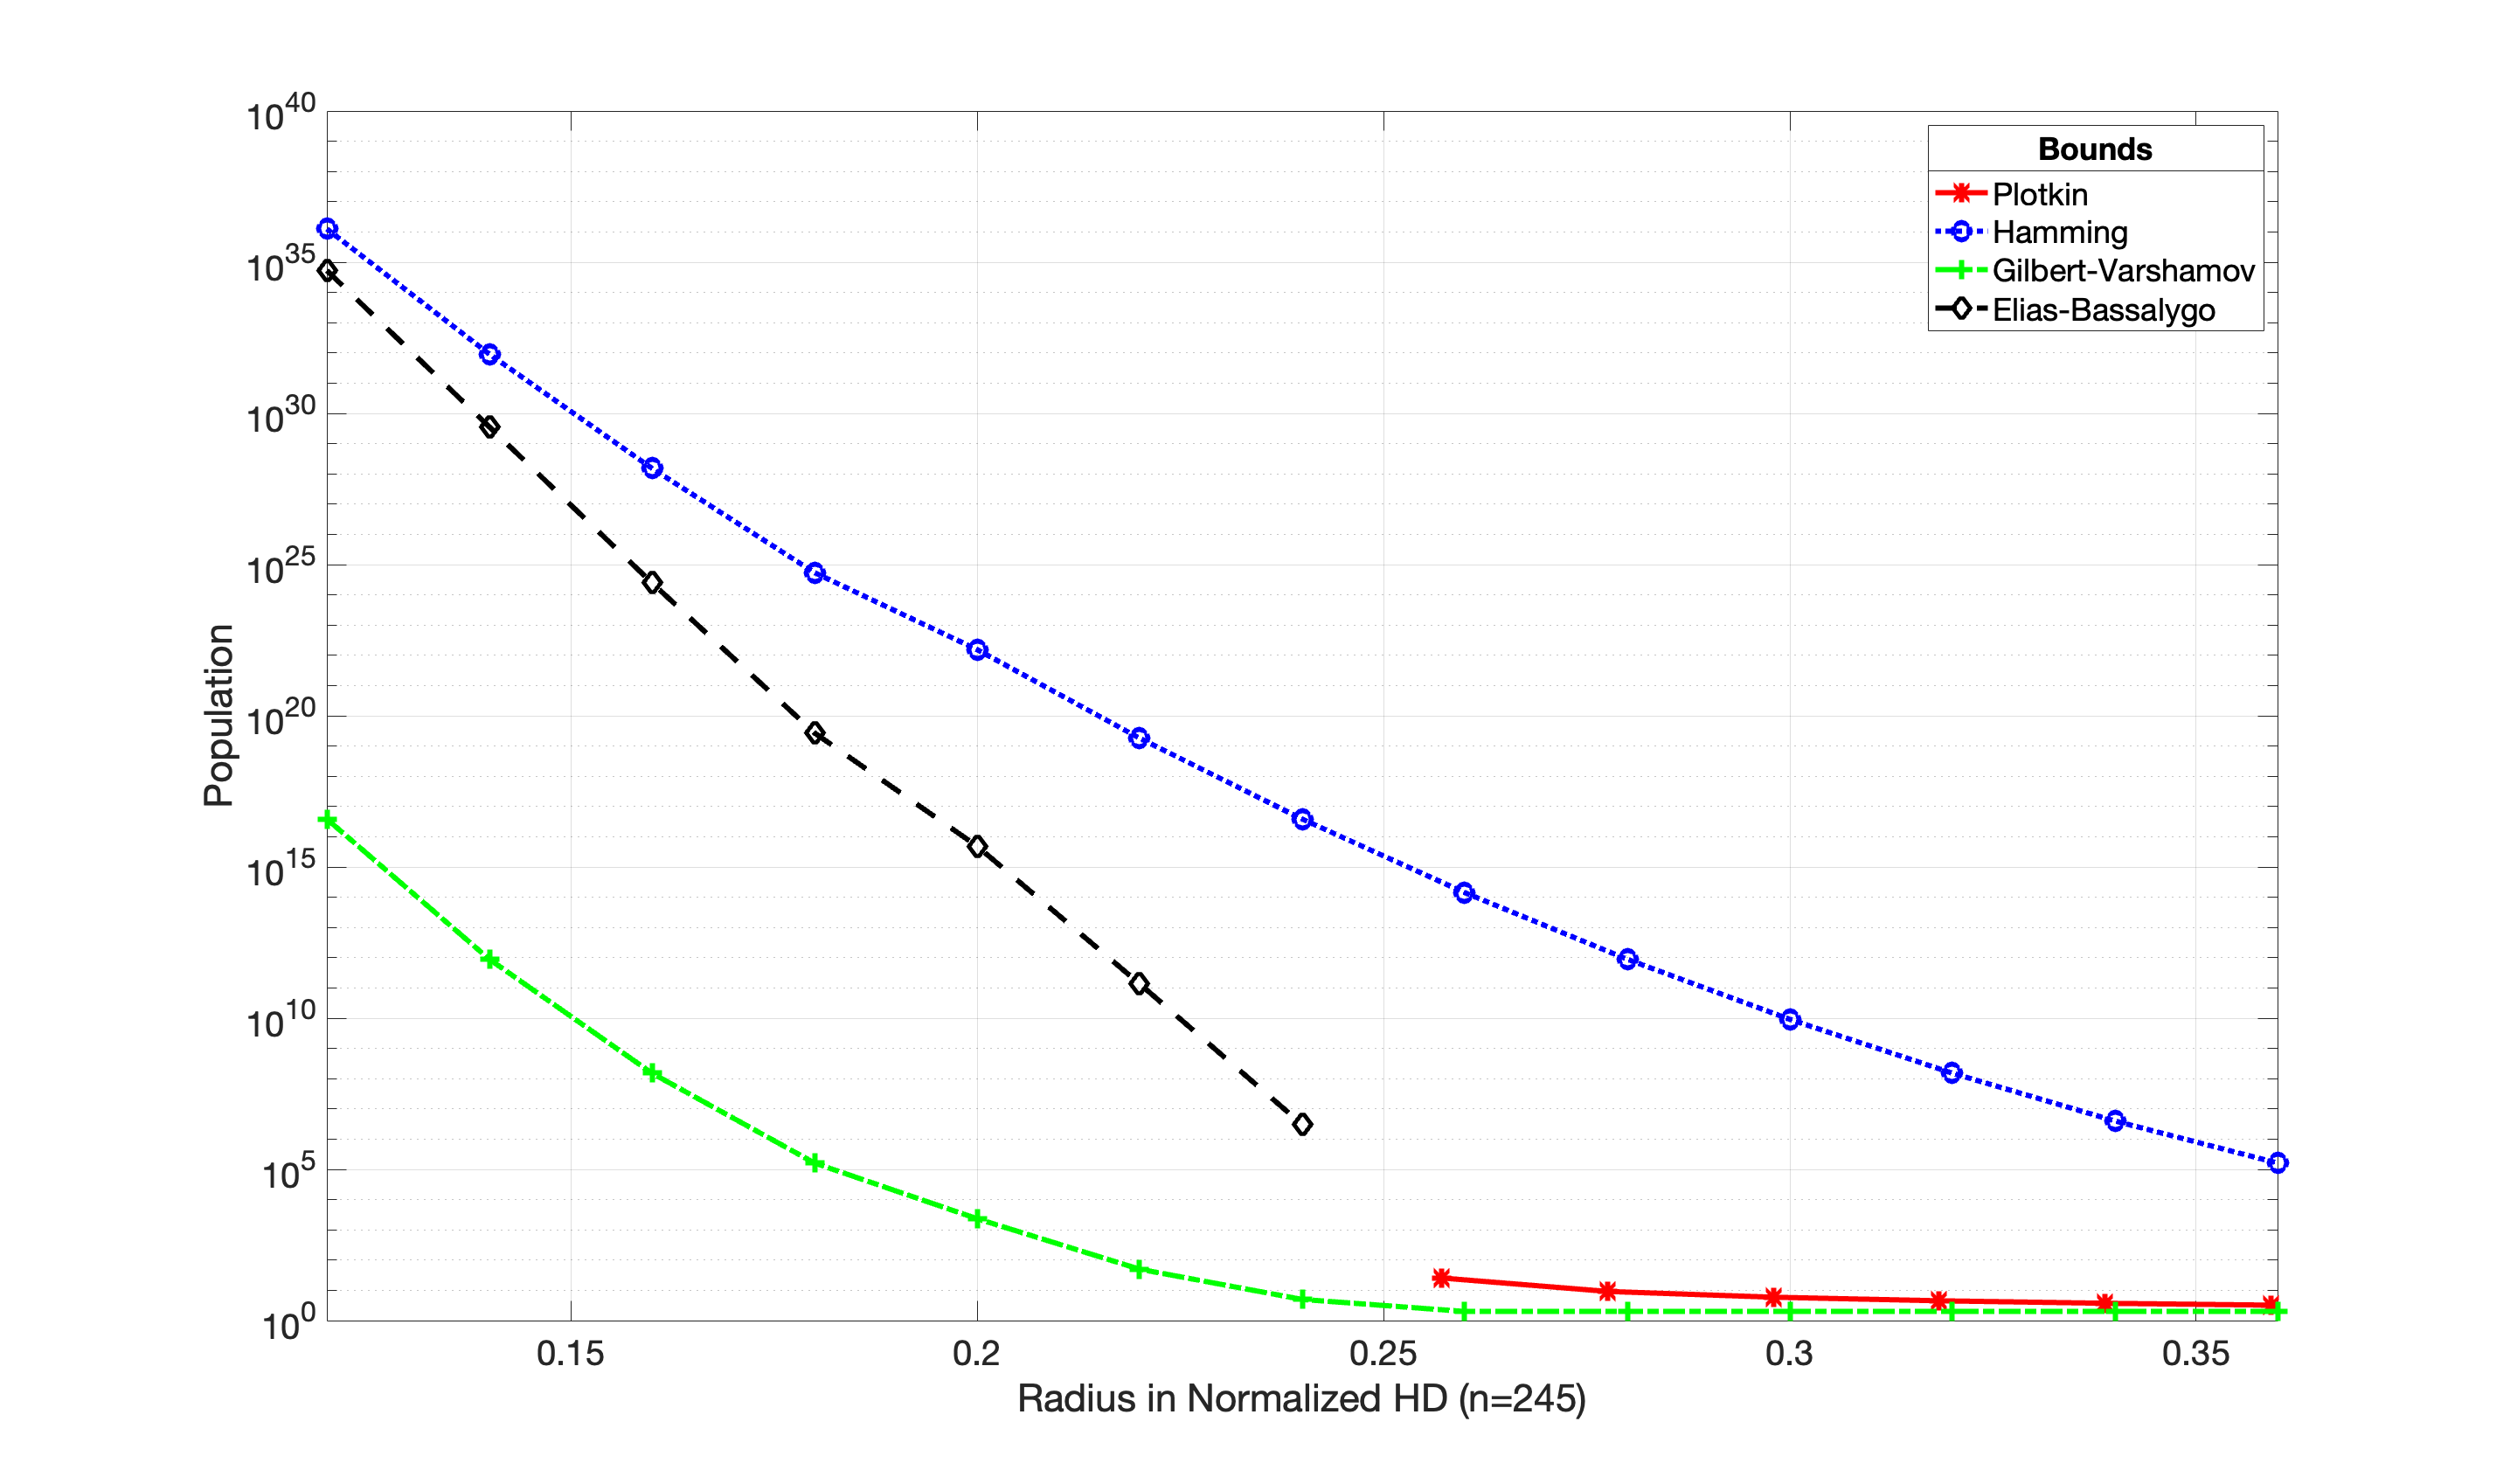 10^40
10^35
10^30
10^25
10^20
10^15
10^10
10^5
10^0
Population
0.15
0.2
0.25
0.3
0.35
Radius in Normalized HD (n=245)
Bounds
Plotkin
Hamming
Gilbert-Varshamov
Elias-Bassalygo